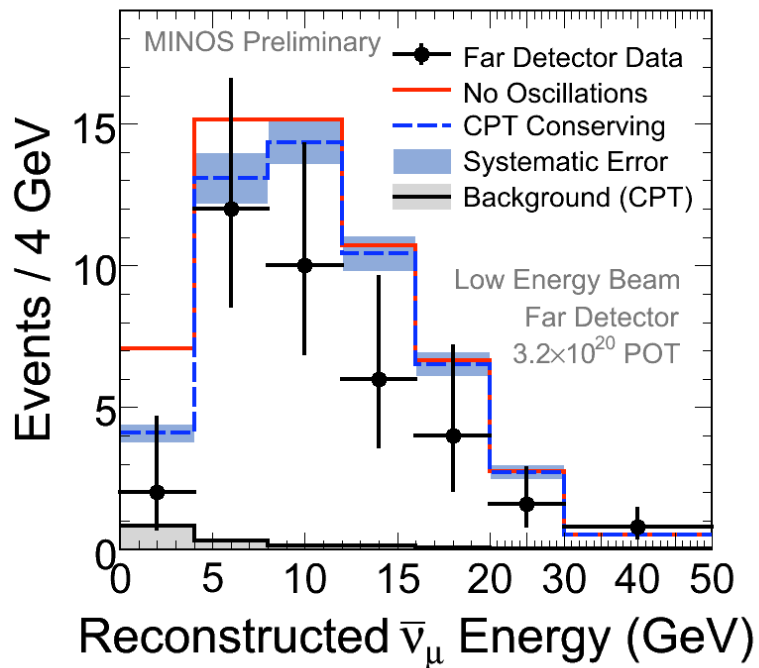 MINOS Preliminary
Far Detector Data
No Oscillations
CPT Conserving
Systematic Error
Background (CPT)
Low Energy Beam
Far Detector
3.2×10²⁰ POT
Events / 4 GeV
15
10
5
0
0 5 10 15 20 30 40 50
Reconstructed ν̅μ Energy (GeV)